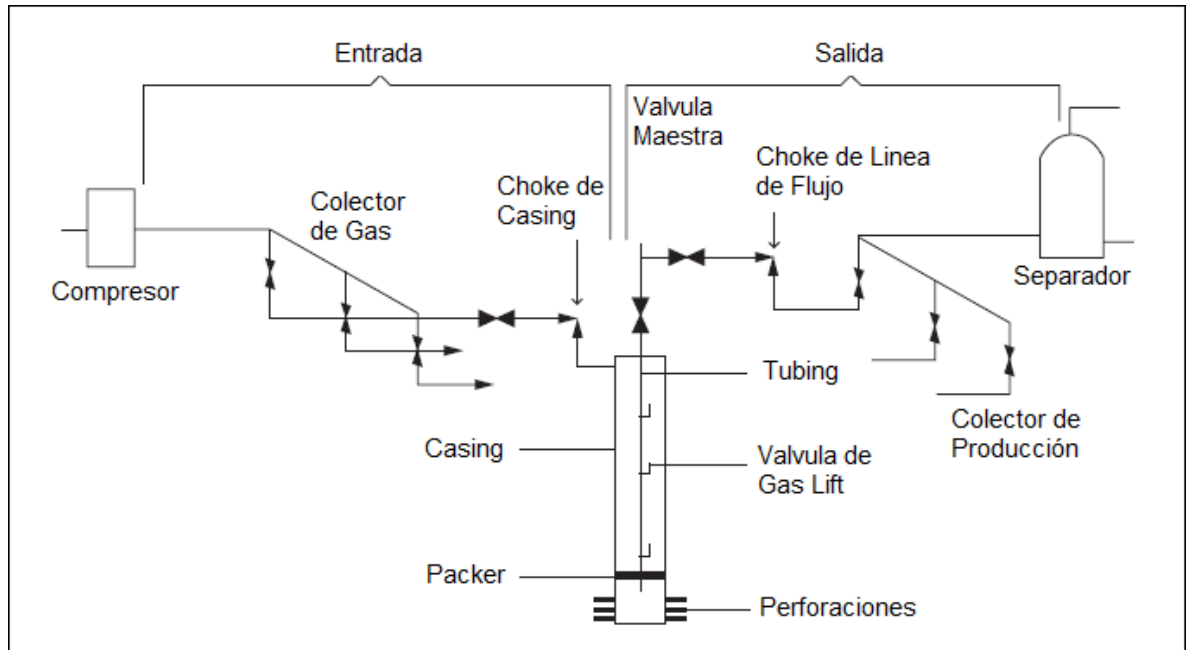 Entrada
Salida
Valvula
Maestra
Choke de Linea
de Flujo
Choke de
Casing
Colector
de Gas
Compresor
Separador
Tubing
Colector de
Producción
Casing
Valvula de
Gas Lift
Packer
Perforaciones